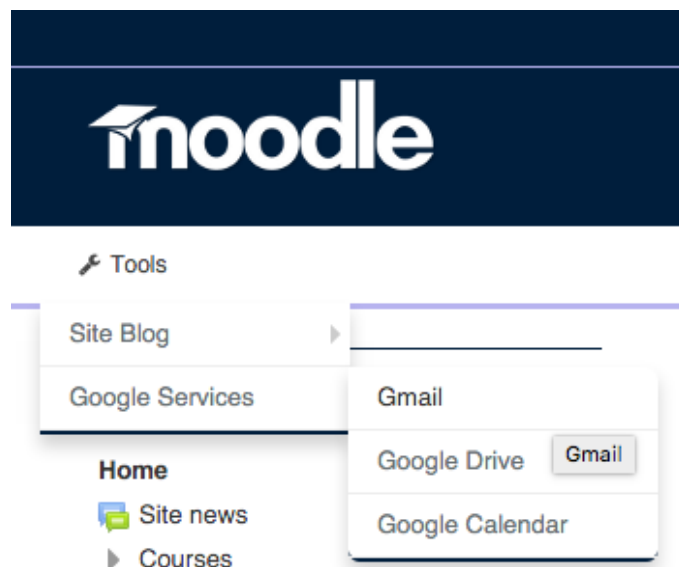 moodle
Tools
Site Blog
Google Services
Gmail
Google Drive
Gmail
Google Calendar
Home
Site news
Courses